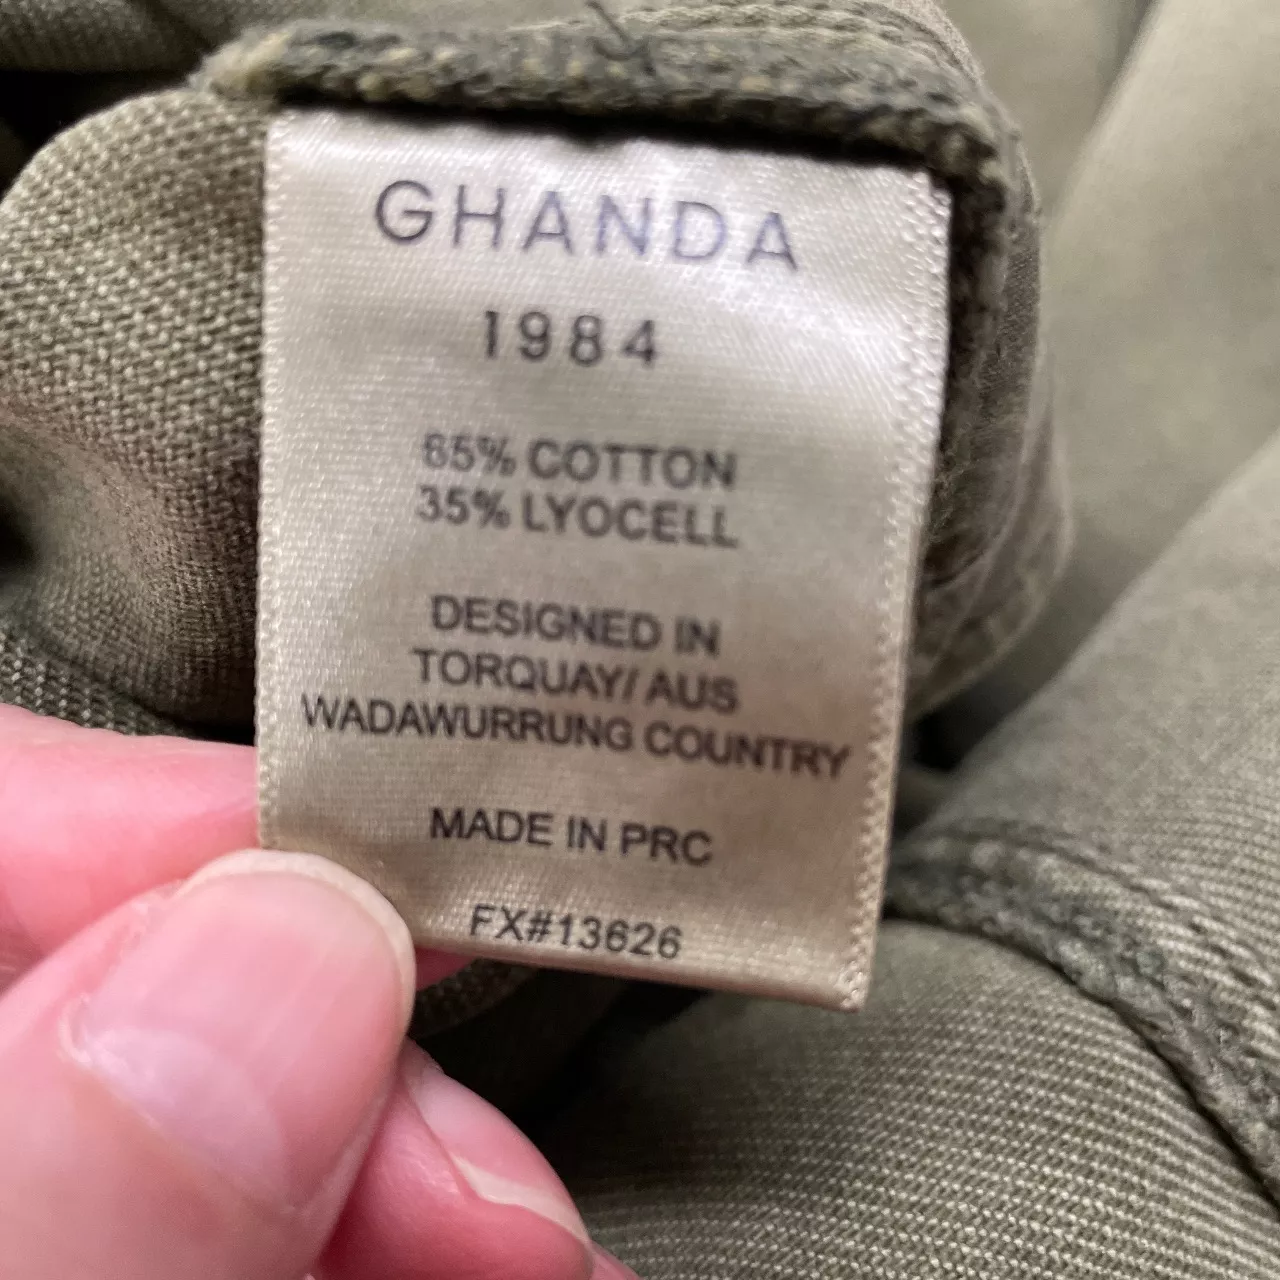 GHANDA
1984
65% COTTON
35% LYOCELL
DESIGNED IN
TORQUAY/ AUS
WADAWURRUNG COUNTRY
MADE IN PRC
FX#13626